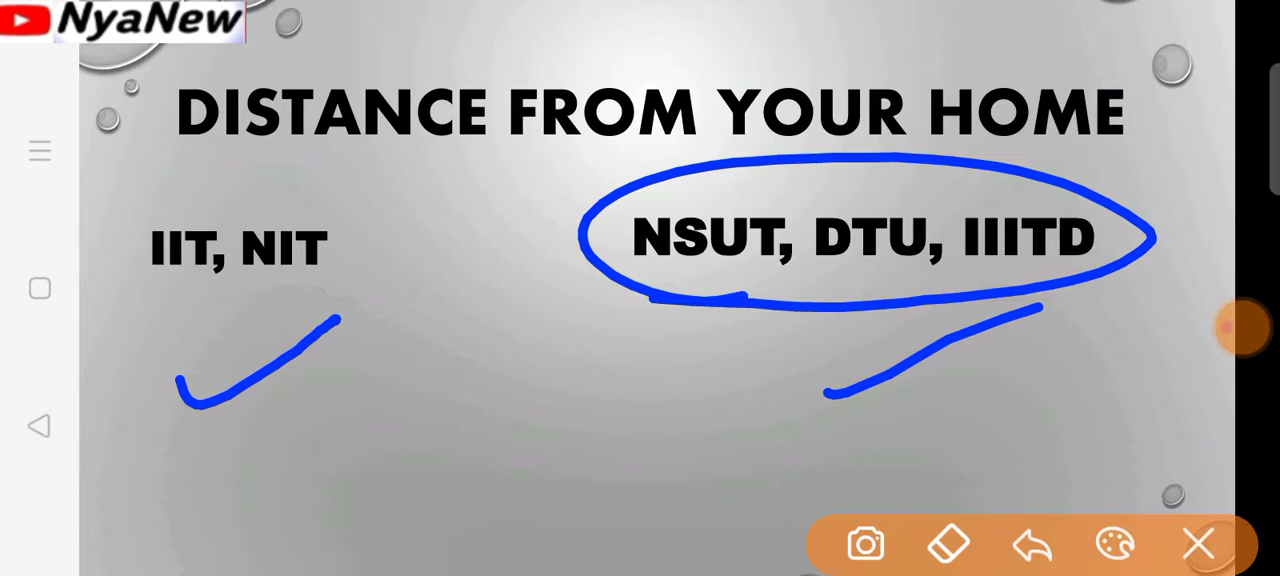 NyaNew
DISTANCE FROM YOUR HOME
IIT, NIT
NSUT, DTU, IIITD